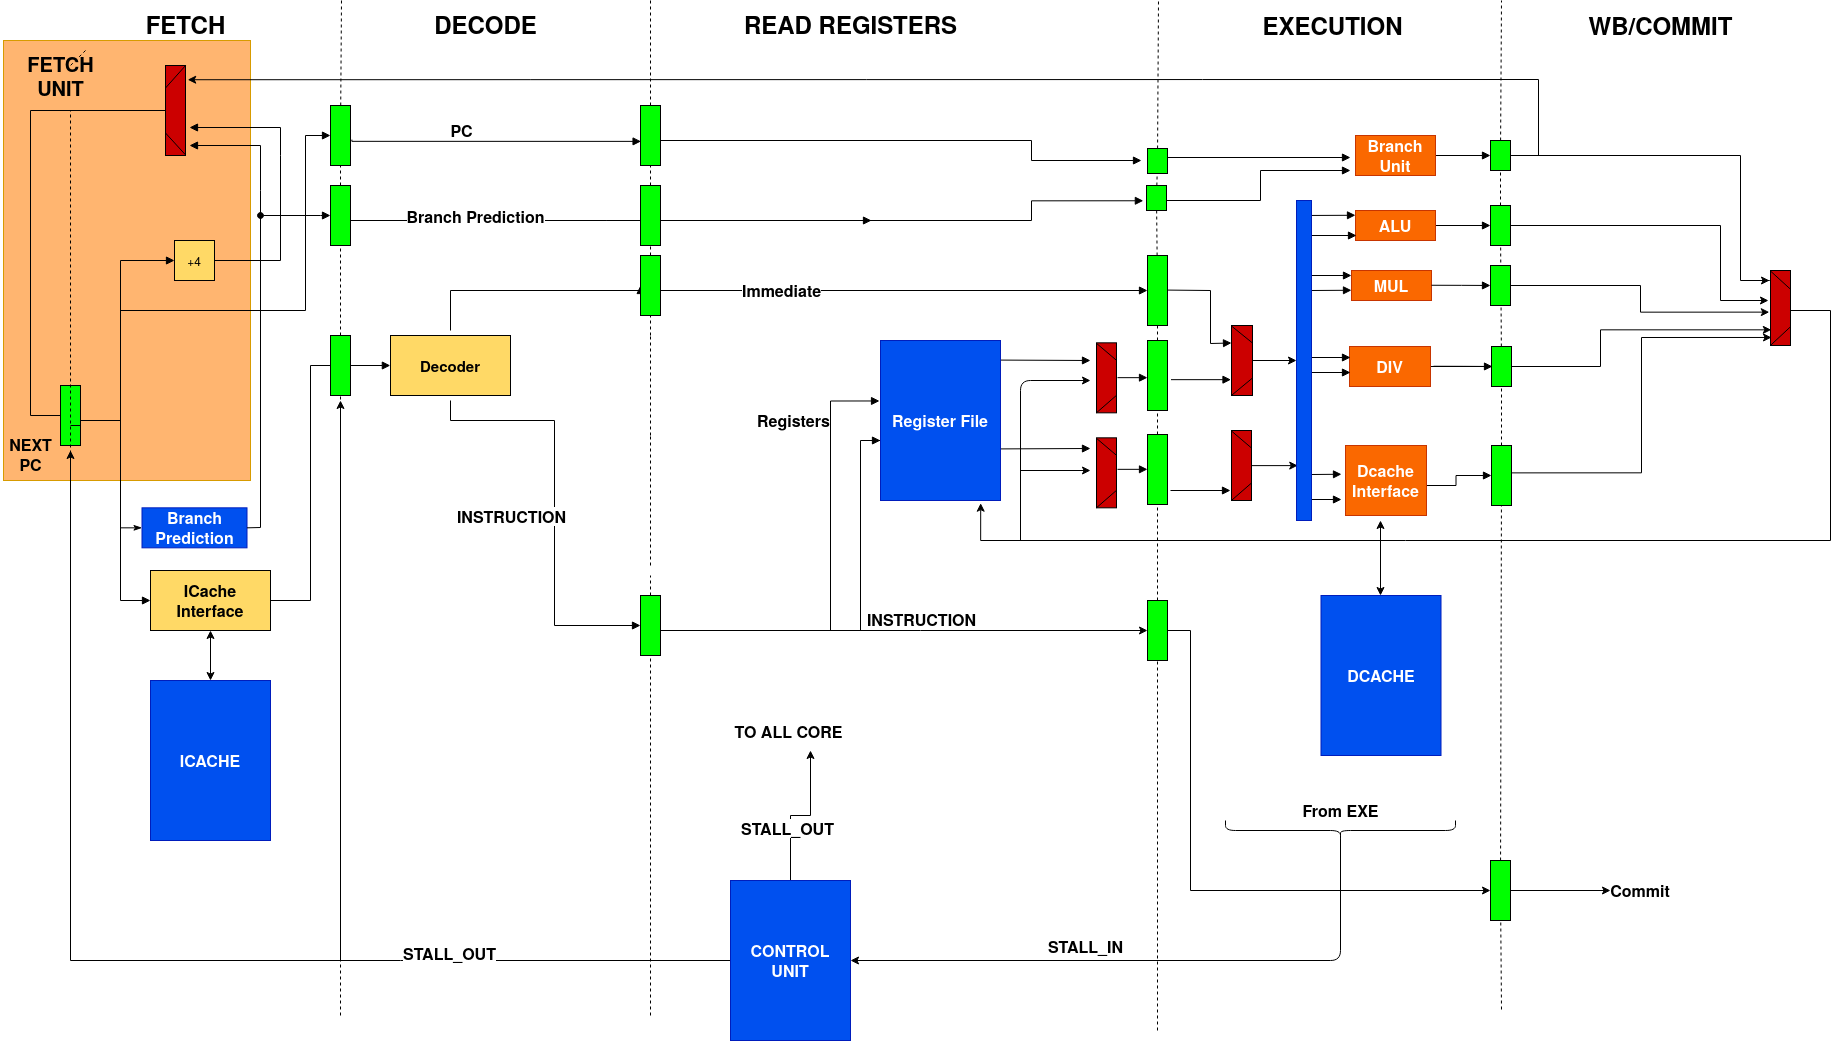 FETCH
DECODE
READ REGISTERS
EXECUTION
WB/COMMIT
FETCH
UNIT
PC
Branch
Unit
Branch Prediction
ALU
+4
Immediate
MUL
Decoder
DIV
Registers
Register File
NEXT
PC
Dcache
Interface
Branch
Prediction
INSTRUCTION
ICache
Interface
INSTRUCTION
DCACHE
ICACHE
TO ALL CORE
From EXE
STALL_OUT
Commit
CONTROL
UNIT
STALL_IN
STALL_OUT